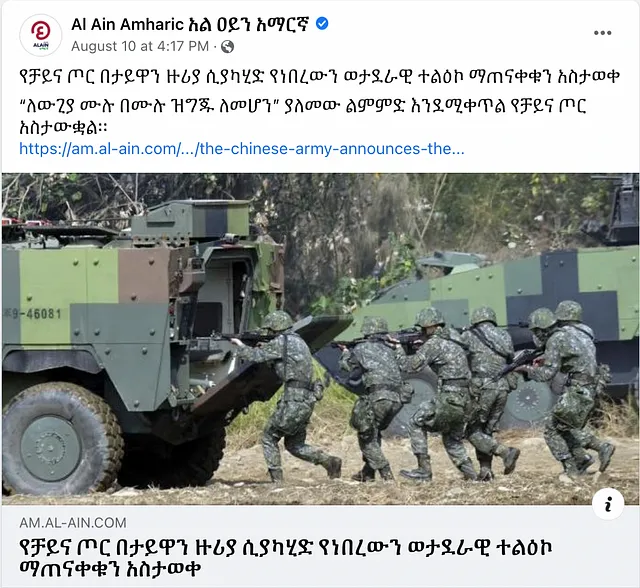 Al Ain Amharic አል ዐይን አማርኛ
August 10 at 4:17 PM ·
የቻይና ጦር በታይዋን ዙሪያ ሲያካሂድ የነበረውን ወታደራዊ ተልዕኮ ማጠናቀቁን አስታወቀ
“ለውጊያ ሙሉ በሙሉ ዝግጁ ለመሆን” ያለመው ልምምድ እንደሚቀጥል የቻይና ጦር
አስታውቋል፡፡
https://am.al-ain.com/.../the-chinese-army-announces-the...
9-46081
AM.AL-AIN.COM
የቻይና ጦር በታይዋን ዙሪያ ሲያካሂድ የነበረውን ወታደራዊ ተልዕኮ
ማጠናቀቁን አስታወቀ